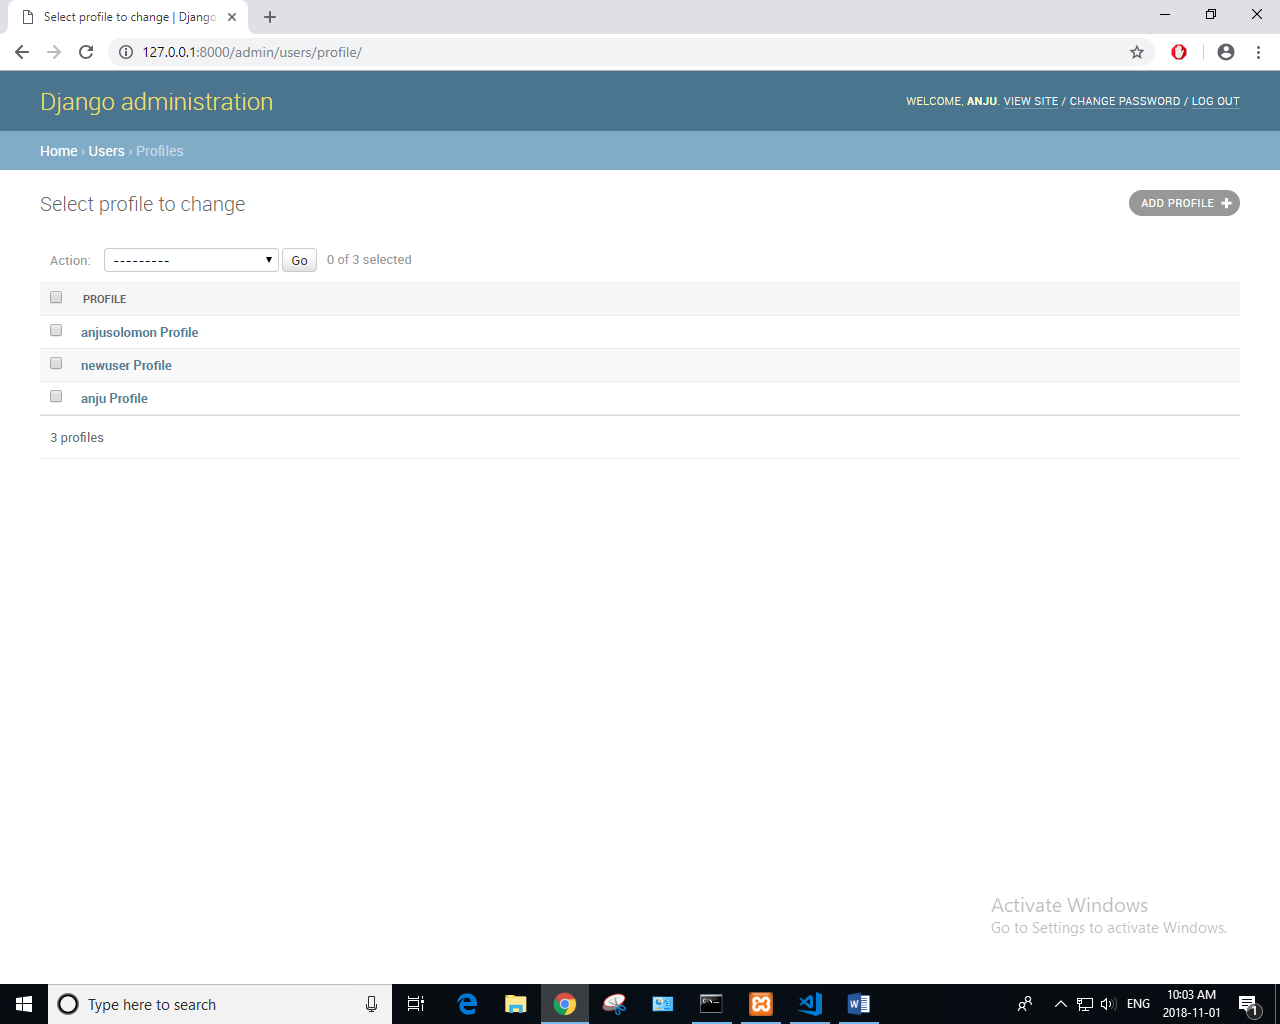 Select profile to change | Django
127.0.0.1:8000/admin/users/profile/
Django administration
WELCOME, ANJU. VIEW SITE / CHANGE PASSWORD / LOG OUT
Home › Users › Profiles
Select profile to change
ADD PROFILE +
Action: --------- Go 0 of 3 selected
PROFILE
anjusolomon Profile
newuser Profile
anju Profile
3 profiles
Activate Windows
Go to Settings to activate Windows.
Type here to search
ENG
10:03 AM
2018-11-01
1